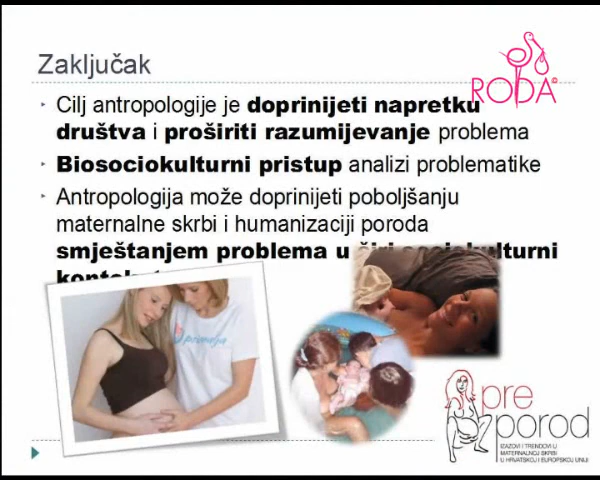 Zaključak
RODA
Cilj antropologije je doprinijeti napretku
društva i proširiti razumijevanje problema
Biosociokulturni pristup analizi problematike
Antropologija može doprinijeti poboljšanju
maternalne skrbi i humanizaciji poroda
smještanjem problema u širi sociokulturni
primalja
pre
porod
IZAZOVI I TRENDOVI U
MATERNALNOJ SKRBI
U HRVATSKOJ I EUROPSKOJ UNIJI